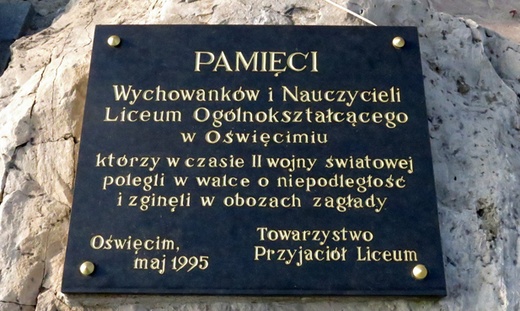 PAMIĘCI
Wychowanków i Nauczycieli
Liceum Ogólnokształcącego
w Oświęcimiu
którzy w czasie II wojny światowej
polegli w walce o niepodległość
i zginęli w obozach zagłady
Oświęcim,
maj 1995
Towarzystwo
Przyjaciół Liceum